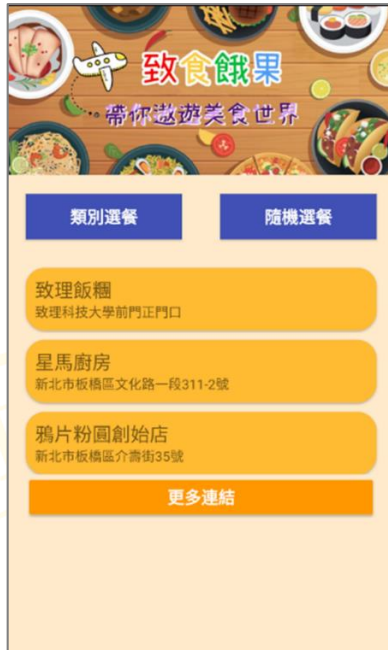 致食餓果
帶你遨遊美食世界
類別選餐
隨機選餐
致理飯糰
致理科技大學前門正門口
星馬廚房
新北市板橋區文化路一段311-2號
鴉片粉圓創始店
新北市板橋區介壽街35號
更多連結